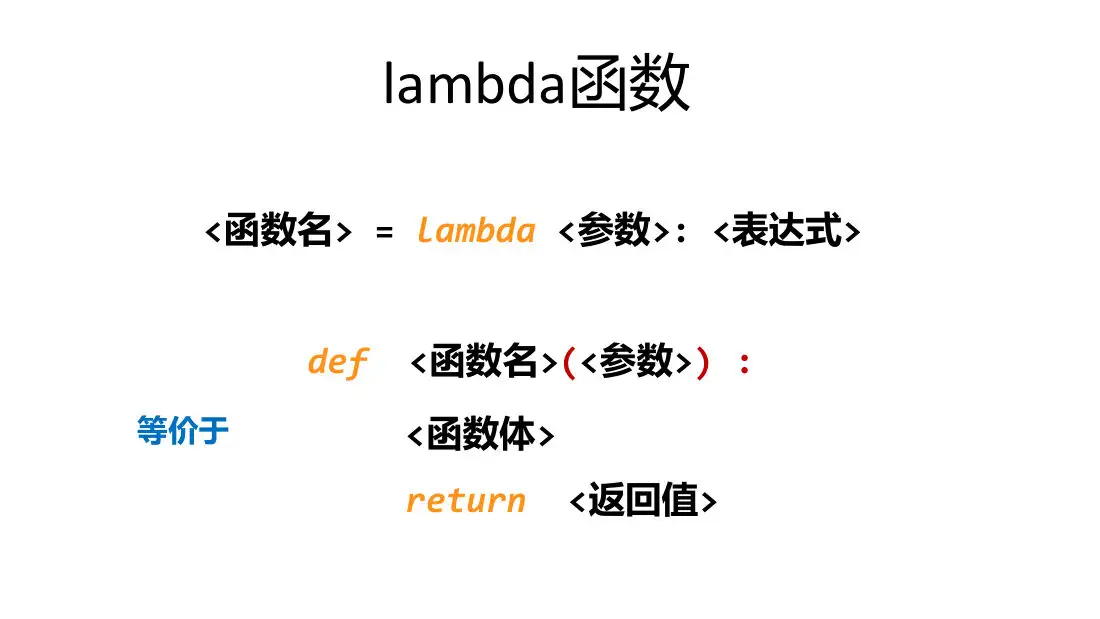 lambda函数
<函数名> = lambda <参数>: <表达式>
def <函数名>(<参数>) :
等价于 <函数体>
return <返回值>